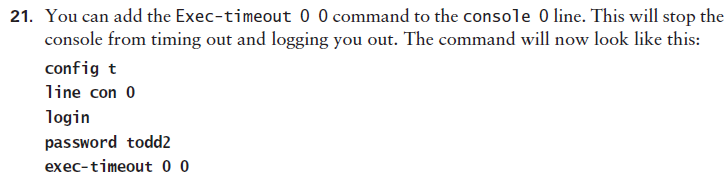 21. You can add the Exec-timeout 0 0 command to the console 0 line. This will stop the
console from timing out and logging you out. The command will now look like this:
config t
line con 0
login
password todd2
exec-timeout 0 0